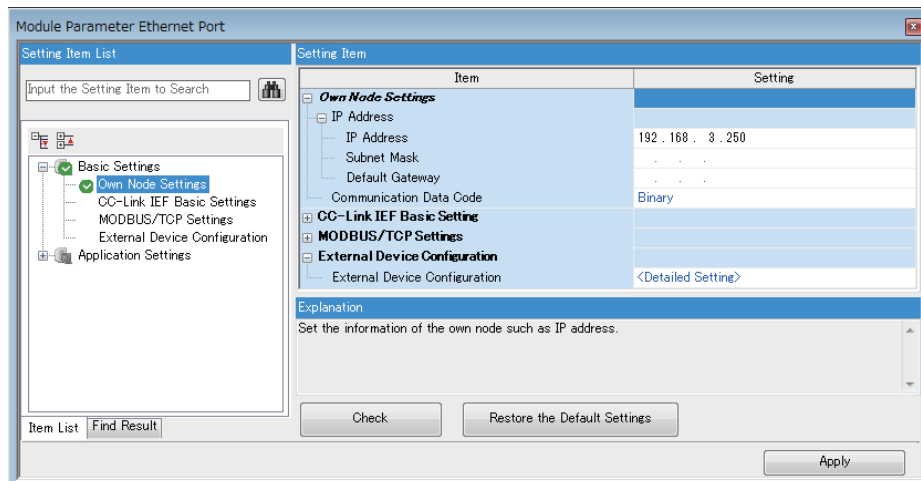 Module Parameter Ethernet Port
Setting Item List
Input the Setting Item to Search
Basic Settings
Own Node Settings
CC-Link IEF Basic Settings
MODBUS/TCP Settings
External Device Configuration
Application Settings
Item List Find Result
Setting Item
Item Setting
Own Node Settings
IP Address
IP Address 192 . 168 . 3 . 250
Subnet Mask . . .
Default Gateway . . .
Communication Data Code Binary
CC-Link IEF Basic Setting
MODBUS/TCP Settings
External Device Configuration
External Device Configuration <Detailed Setting>
Explanation
Set the information of the own node such as IP address.
Check Restore the Default Settings
Apply